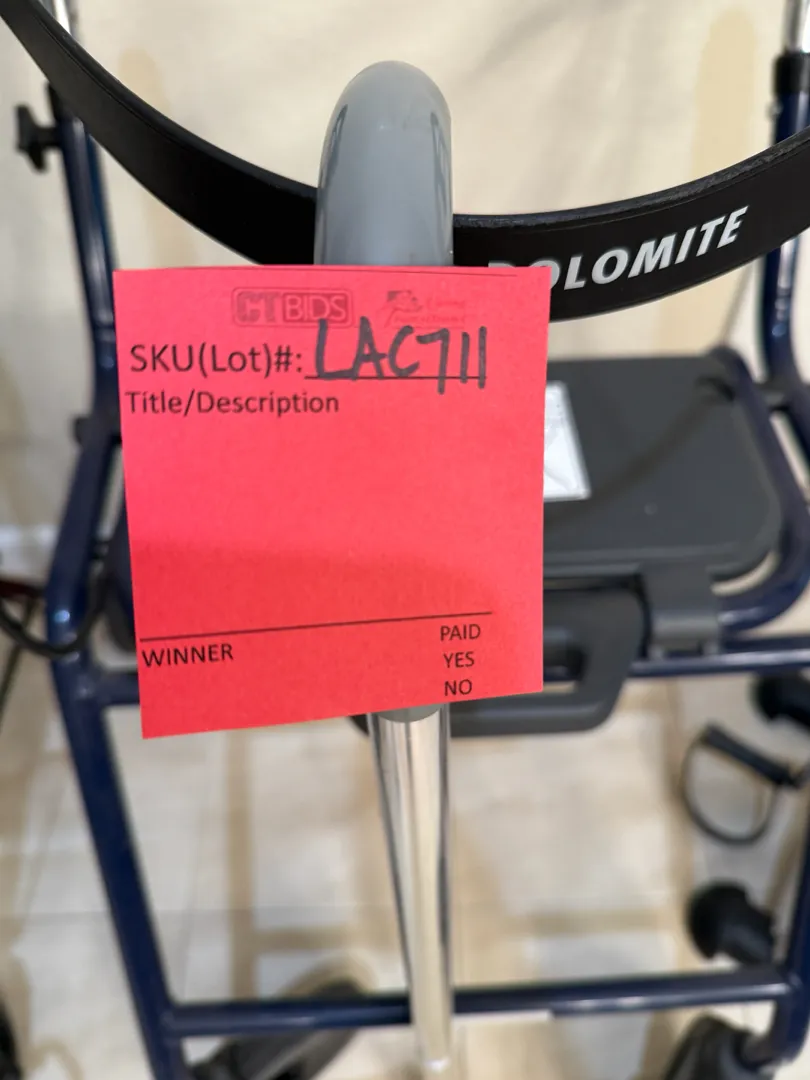 DOLOMITE
CTBIDS
SKU(Lot)#: LAC711
Title/Description
WINNER
PAID
YES
NO